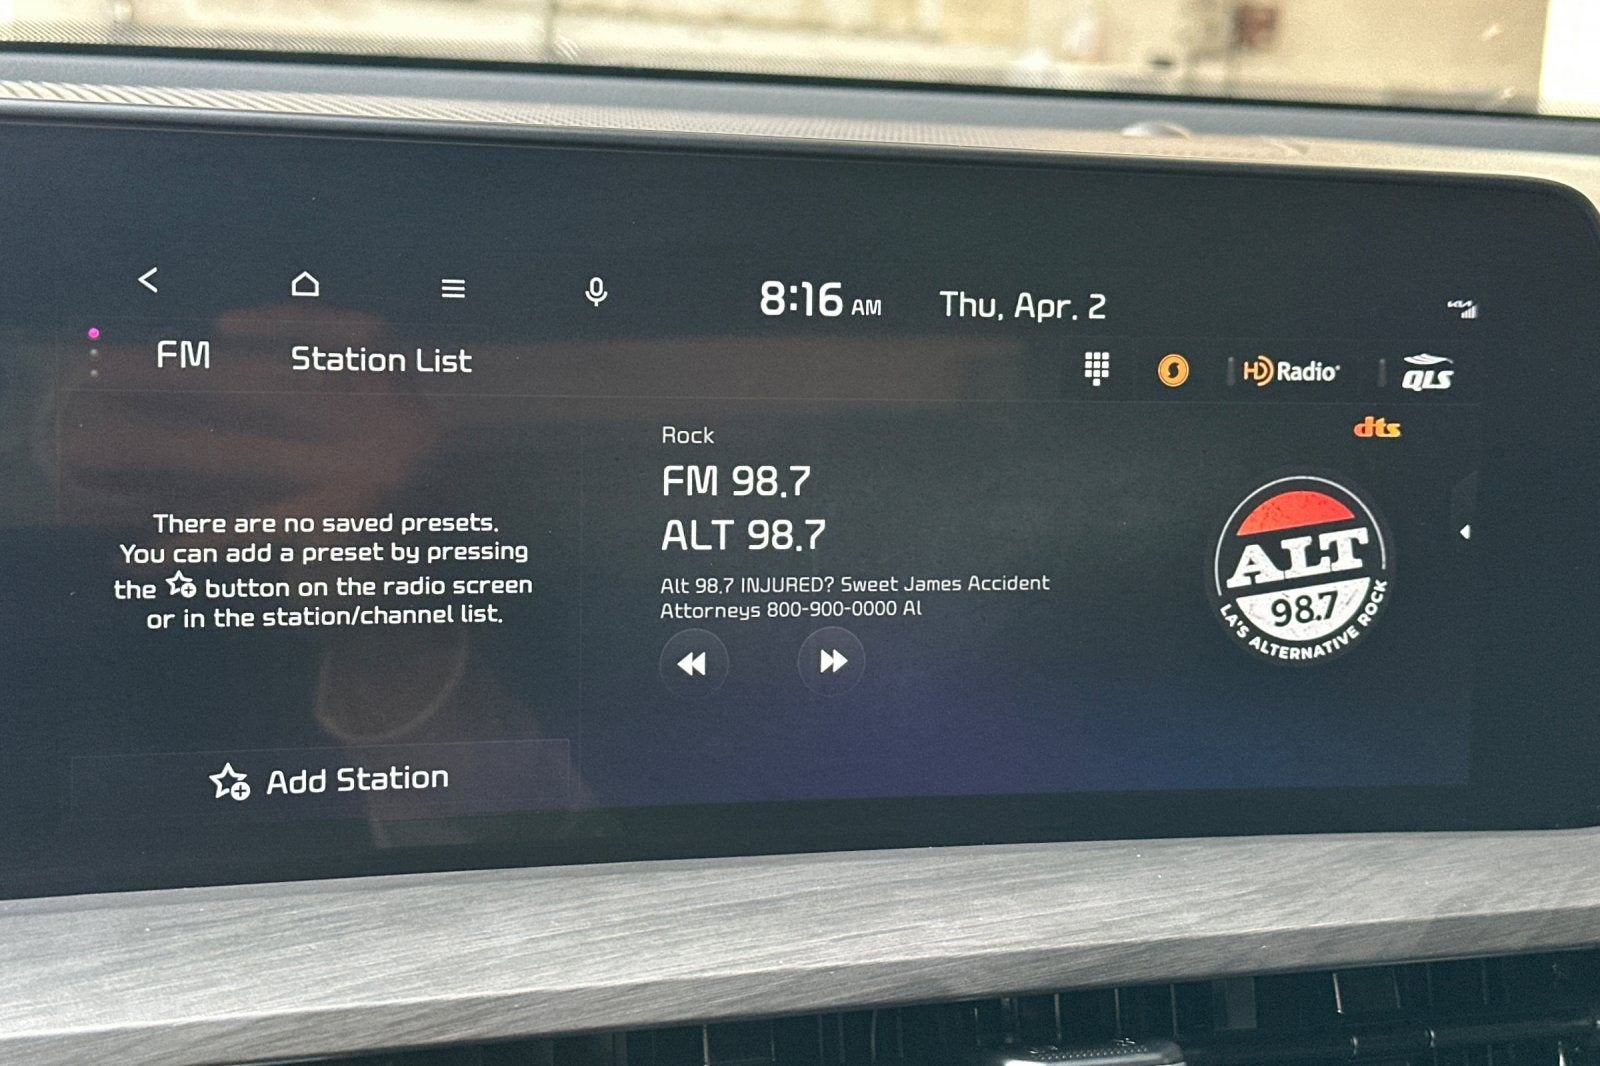 8:16 AM Thu, Apr. 2
KIA
FM Station List
HD Radio QLS
dts
Rock
FM 98.7
ALT 98.7
Alt 98.7 INJURED? Sweet James Accident
Attorneys 800-900-0000 Al
There are no saved presets.
You can add a preset by pressing
the button on the radio screen
or in the station/channel list.
Add Station
ALT
98.7
LA'S ALTERNATIVE ROCK